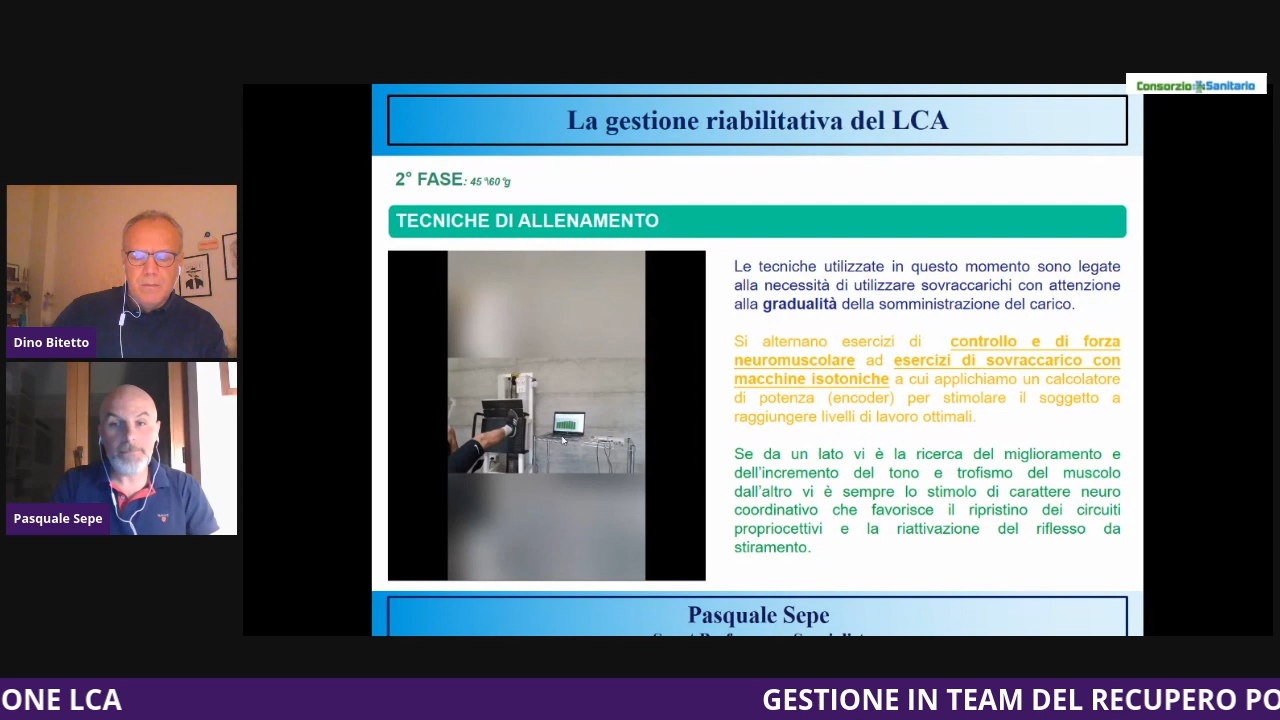 Consorzio Sanitario
La gestione riabilitativa del LCA
2° FASE: 45°\60°g
TECNICHE DI ALLENAMENTO
Le tecniche utilizzate in questo momento sono legate
alla necessità di utilizzare sovraccarichi con attenzione
alla gradualità della somministrazione del carico.
Si alternano esercizi di controllo e di forza
neuromuscolare ad esercizi di sovraccarico con
macchine isotoniche a cui applichiamo un calcolatore
di potenza (encoder) per stimolare il soggetto a
raggiungere livelli di lavoro ottimali.
Se da un lato vi è la ricerca del miglioramento e
dell'incremento del tono e trofismo del muscolo
dall'altro vi è sempre lo stimolo di carattere neuro
coordinativo che favorisce il ripristino dei circuiti
propriocettivi e la riattivazione del riflesso da
stiramento.
Dino Bitetto
Pasquale Sepe
Pasquale Sepe
ONE LCA
GESTIONE IN TEAM DEL RECUPERO PO